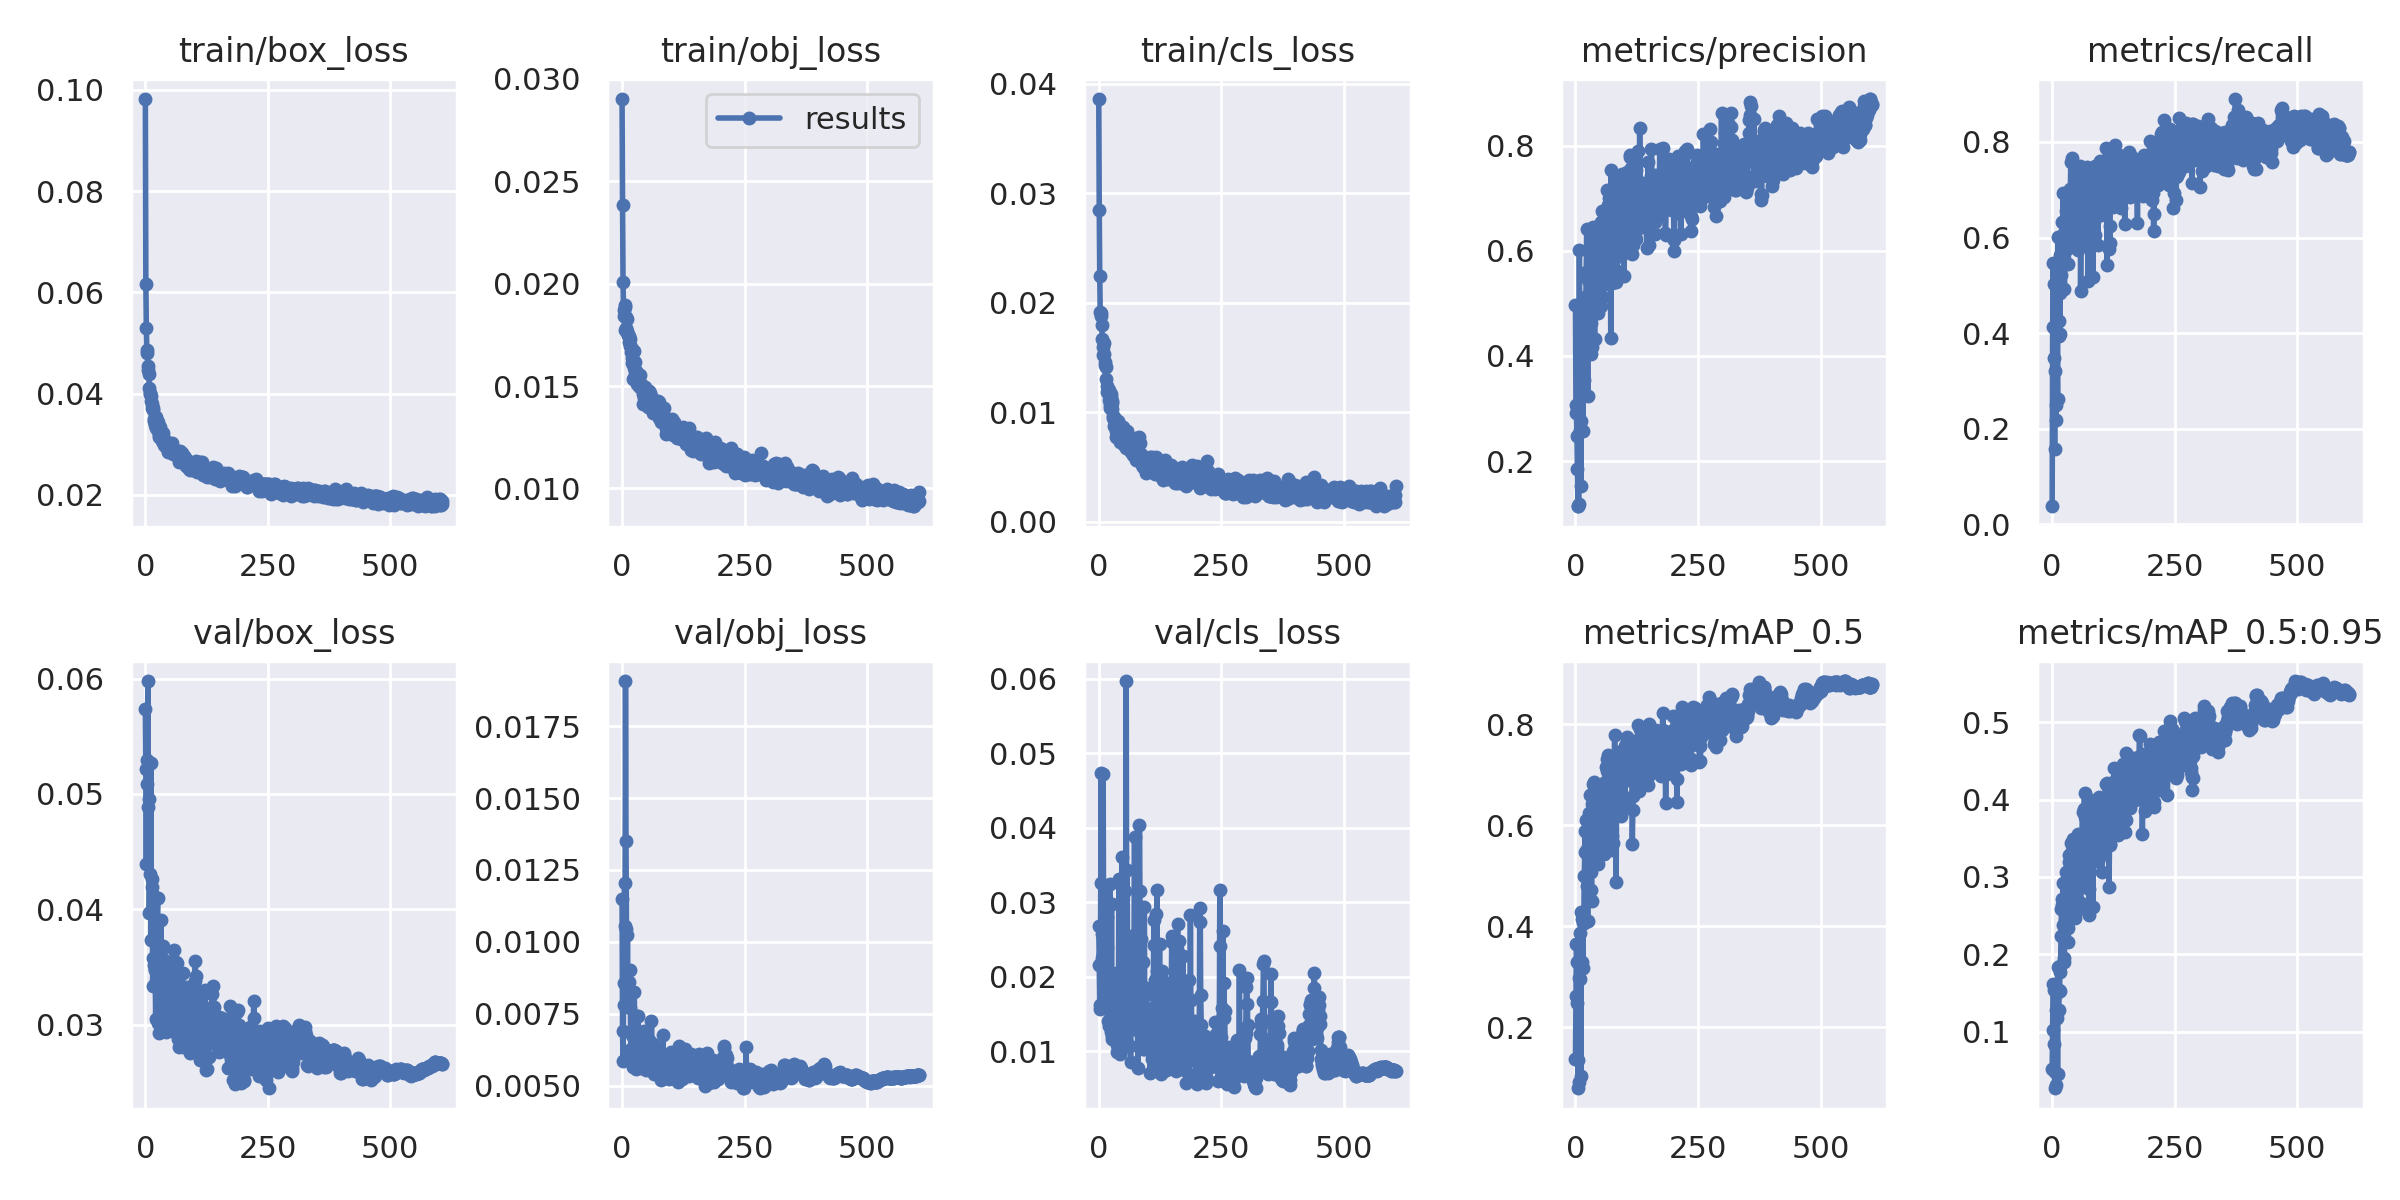 train/box_loss
0.10
0.08
0.06
0.04
0.02
0 250 500
train/obj_loss
results
0.030
0.025
0.020
0.015
0.010
0 250 500
train/cls_loss
0.04
0.03
0.02
0.01
0.00
0 250 500
metrics/precision
0.8
0.6
0.4
0.2
0 250 500
metrics/recall
0.8
0.6
0.4
0.2
0.0
0 250 500
val/box_loss
0.06
0.05
0.04
0.03
0 250 500
val/obj_loss
0.0175
0.0150
0.0125
0.0100
0.0075
0.0050
0 250 500
val/cls_loss
0.06
0.05
0.04
0.03
0.02
0.01
0 250 500
metrics/mAP_0.5
0.8
0.6
0.4
0.2
0 250 500
metrics/mAP_0.5:0.95
0.5
0.4
0.3
0.2
0.1
0 250 500